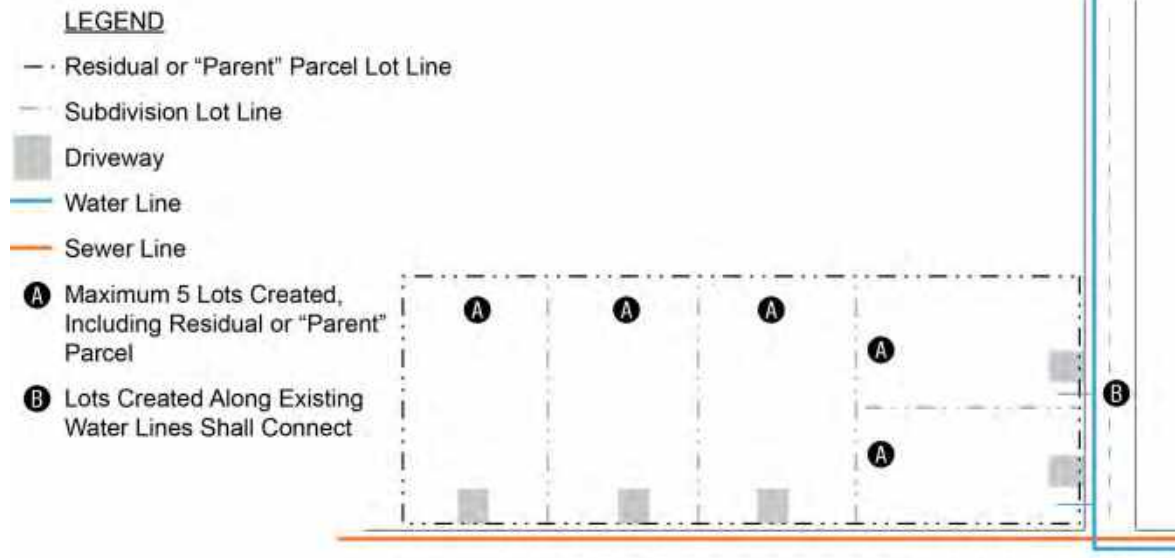 LEGEND
Residual or “Parent” Parcel Lot Line
Subdivision Lot Line
Driveway
Water Line
Sewer Line
A Maximum 5 Lots Created,
Including Residual or “Parent”
Parcel
B Lots Created Along Existing
Water Lines Shall Connect
A
A
A
A
A
B